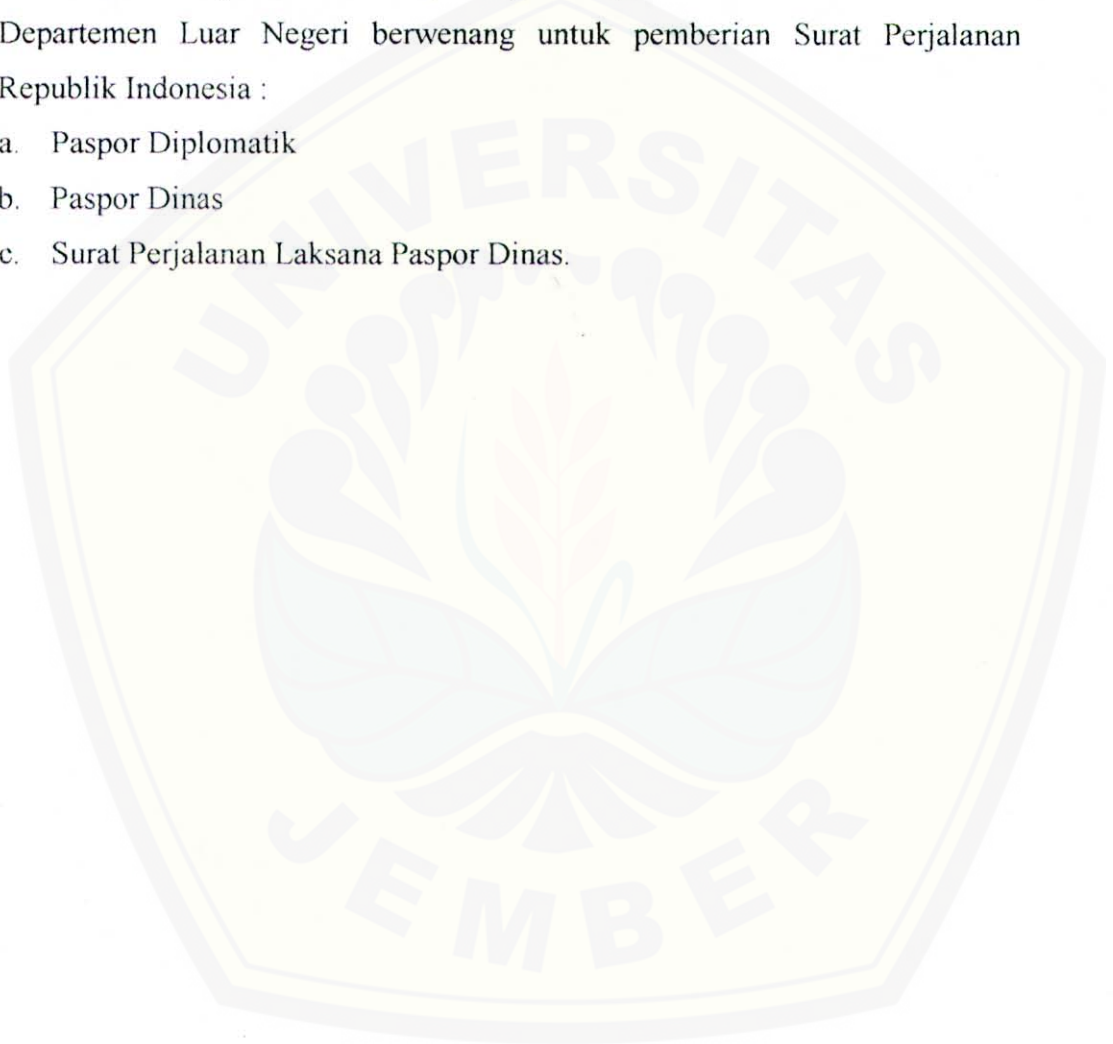 Departemen Luar Negeri berwenang untuk pemberian Surat Perjalanan
Republik Indonesia :
a. Paspor Diplomatik
b. Paspor Dinas
c. Surat Perjalanan Laksana Paspor Dinas.
UNIVERSITAS
JEMBER